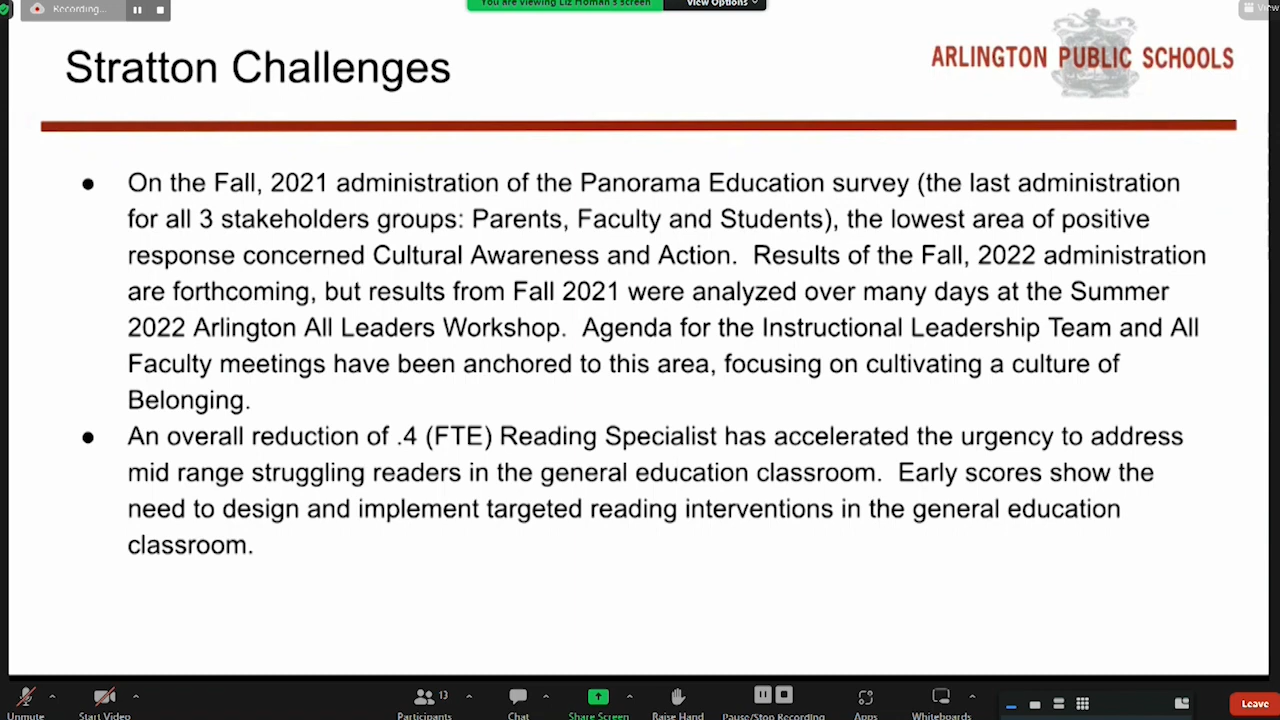 Recording...
You are viewing Liz Homan's screen
View Options
View
Stratton Challenges
ARLINGTON PUBLIC SCHOOLS
● On the Fall, 2021 administration of the Panorama Education survey (the last administration
for all 3 stakeholders groups: Parents, Faculty and Students), the lowest area of positive
response concerned Cultural Awareness and Action.  Results of the Fall, 2022 administration
are forthcoming, but results from Fall 2021 were analyzed over many days at the Summer
2022 Arlington All Leaders Workshop.  Agenda for the Instructional Leadership Team and All
Faculty meetings have been anchored to this area, focusing on cultivating a culture of
Belonging.
● An overall reduction of .4 (FTE) Reading Specialist has accelerated the urgency to address
mid range struggling readers in the general education classroom.  Early scores show the
need to design and implement targeted reading interventions in the general education
classroom.
13
Unmute
Start Video
Participants
Chat
Share Screen
Raise Hand
Pause/Stop Recording
Apps
Whiteboards
Leave